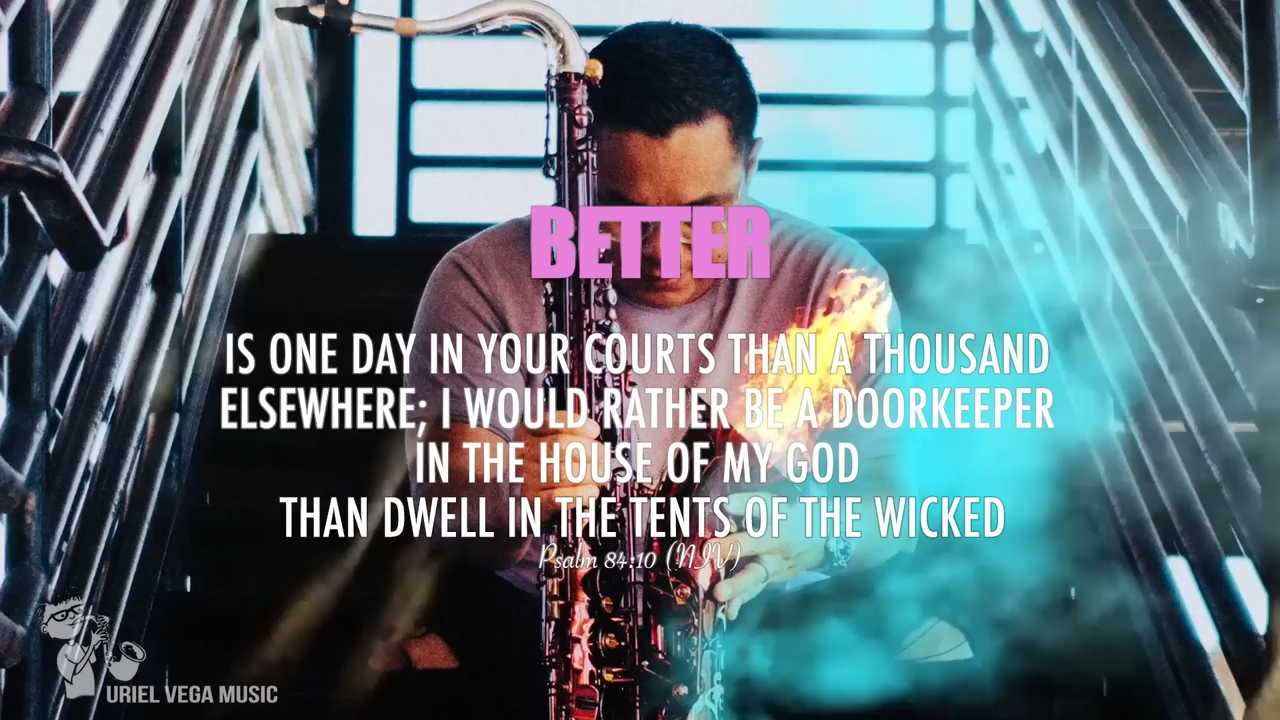 BETTER
IS ONE DAY IN YOUR COURTS THAN A THOUSAND
ELSEWHERE; I WOULD RATHER BE A DOORKEEPER
IN THE HOUSE OF MY GOD
THAN DWELL IN THE TENTS OF THE WICKED
Psalm 84:10 (NIV)
URIEL VEGA MUSIC